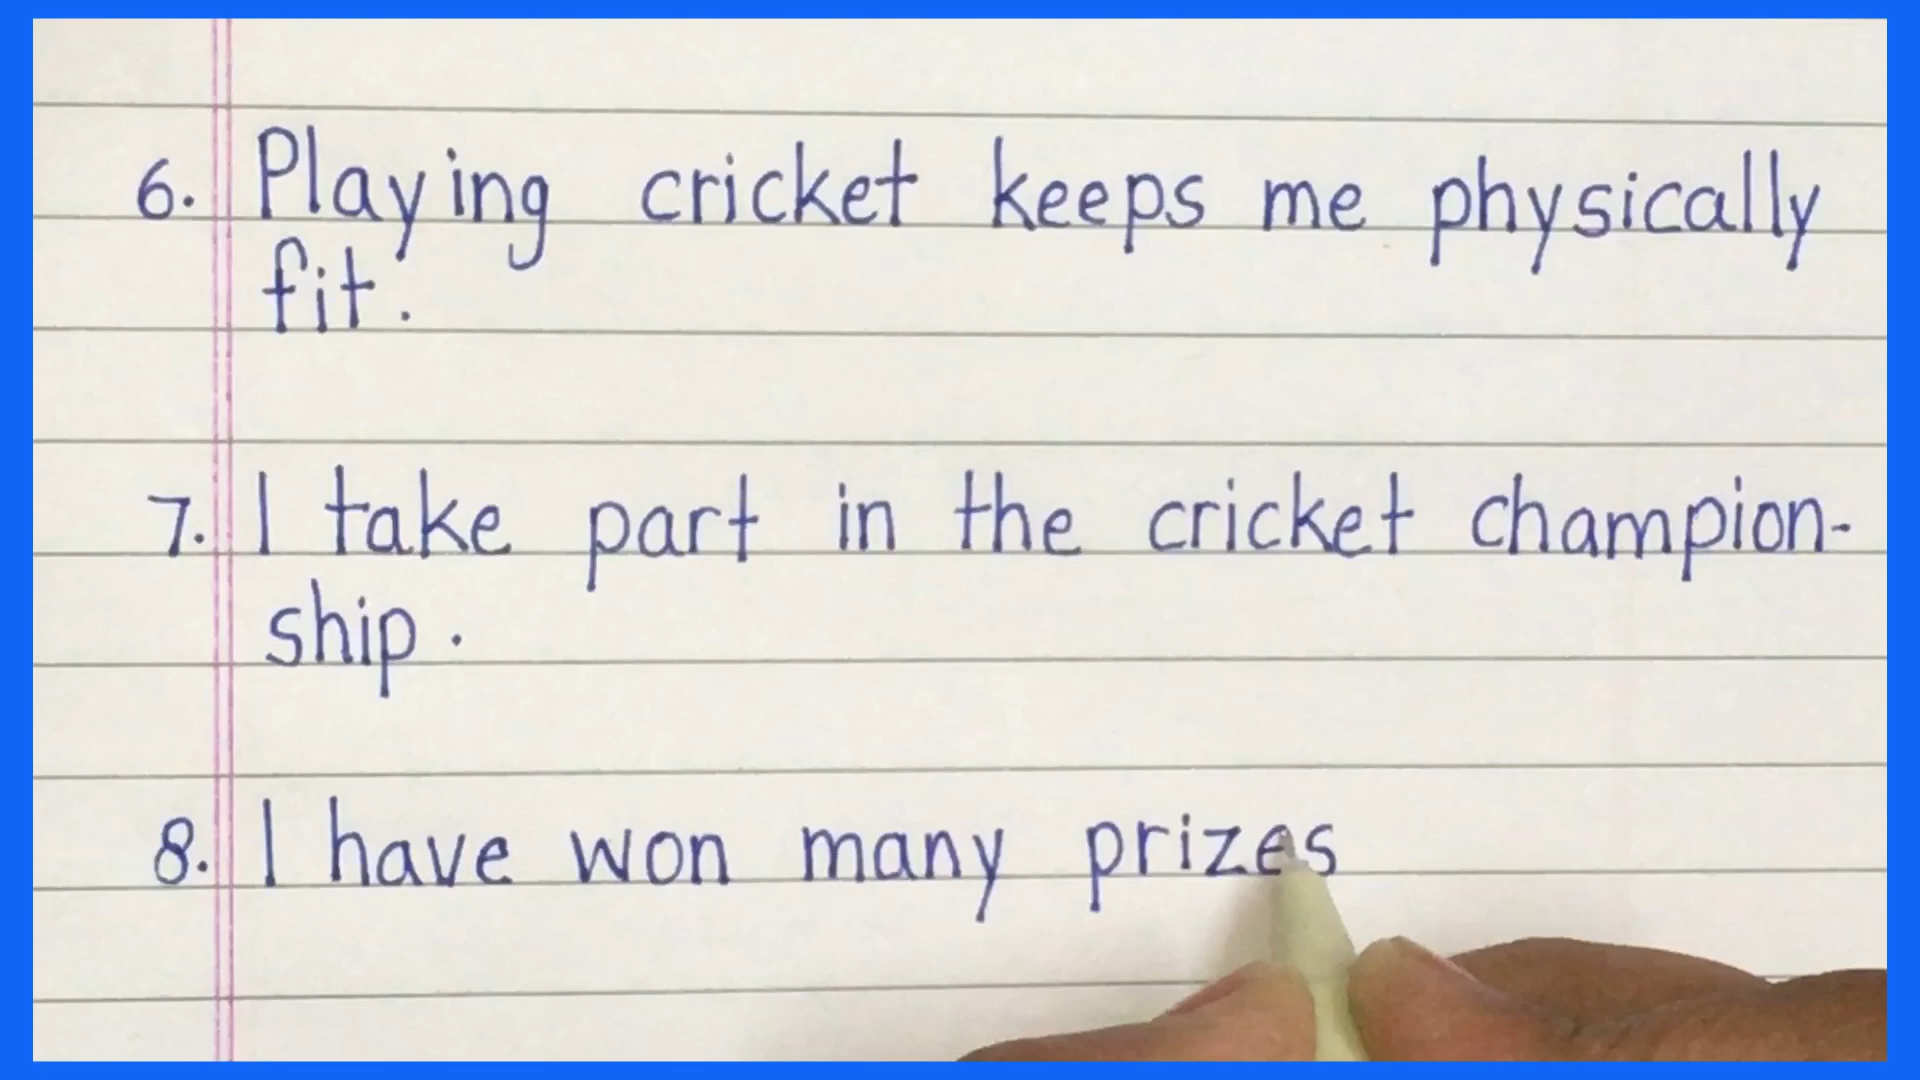 6. Playing cricket keeps me physically
fit.
7. I take part in the cricket champion-
ship.
8. I have won many prizes